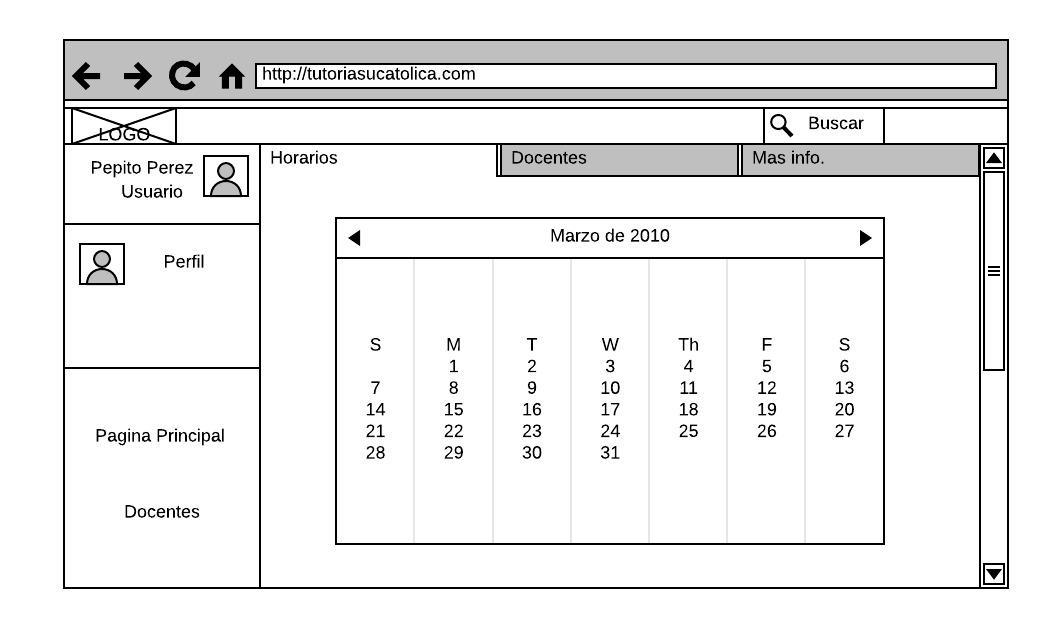 http://tutoriasucatolica.com
LOGO
Buscar
Pepito Perez
Usuario
Horarios
Docentes
Mas info.
Perfil
Marzo de 2010
S M T W Th F S
1 2 3 4 5 6
7 8 9 10 11 12 13
14 15 16 17 18 19 20
21 22 23 24 25 26 27
28 29 30 31
Pagina Principal
Docentes